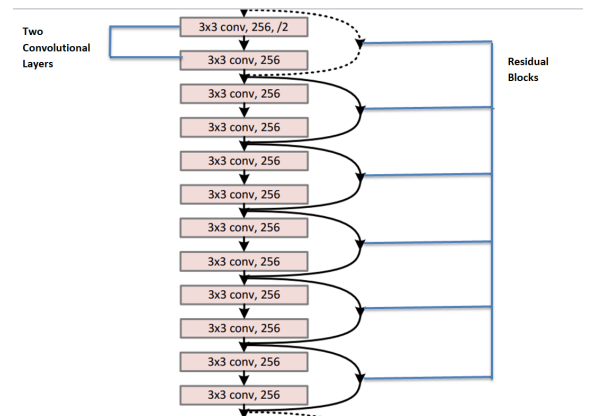 Two
Convolutional
Layers
3x3 conv, 256, /2
3x3 conv, 256
3x3 conv, 256
3x3 conv, 256
3x3 conv, 256
3x3 conv, 256
3x3 conv, 256
3x3 conv, 256
3x3 conv, 256
3x3 conv, 256
3x3 conv, 256
3x3 conv, 256
Residual
Blocks